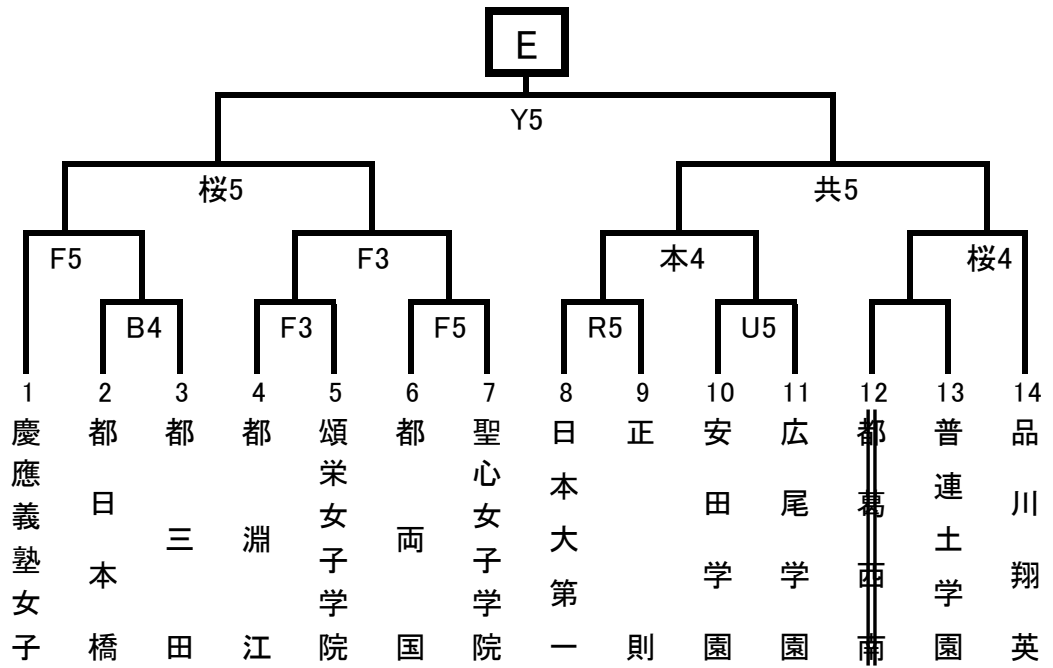 E
Y5
桜5
共5
F5
F3
本4
桜4
B4
F3
F5
R5
U5
1
2
3
4
5
6
7
8
9
10
11
12
13
14
慶應義塾女子
都日本橋
都三田
都淵江
頌栄女子学院
都両国
聖心女子学院
日本大第一
正則
安田学園
広尾学園
都葛西南
普連土学園
品川翔英